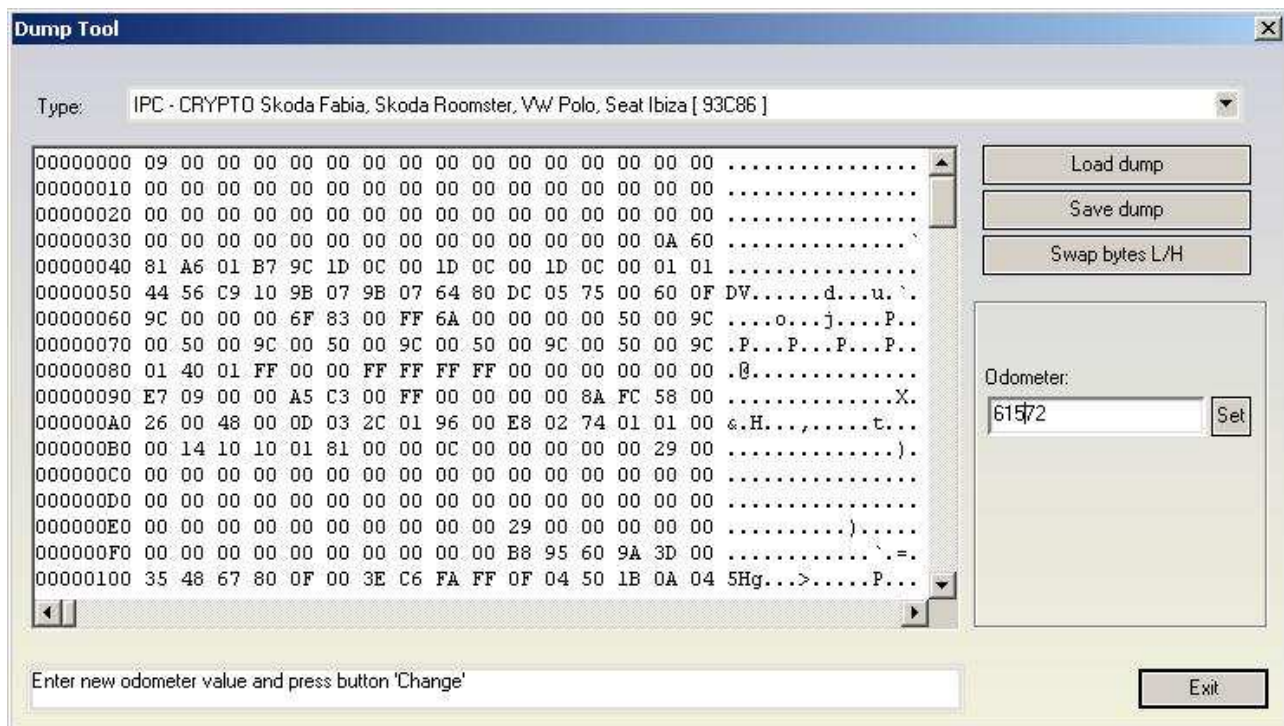 Dump Tool
Type: IPC - CRYPTO Skoda Fabia, Skoda Roomster, VW Polo, Seat Ibiza [ 93C86 ]
00000000 09 00 00 00 00 00 00 00 00 00 00 00 00 00 00 00 ................
00000010 00 00 00 00 00 00 00 00 00 00 00 00 00 00 00 00 ................
00000020 00 00 00 00 00 00 00 00 00 00 00 00 00 00 00 00 ................
00000030 00 00 00 00 00 00 00 00 00 00 00 00 00 00 0A 60 ...............`
00000040 81 A6 01 B7 9C 1D 0C 00 1D 0C 00 1D 0C 00 01 01 ................
00000050 44 56 C9 10 9B 07 9B 07 64 80 DC 05 75 00 60 0F DV......d...u.`.
00000060 9C 00 00 00 6F 83 00 FF 6A 00 00 00 00 50 00 9C ....o...j....P..
00000070 00 50 00 9C 00 50 00 9C 00 50 00 9C 00 50 00 9C .P...P...P...P..
00000080 01 40 01 FF 00 00 FF FF FF FF 00 00 00 00 00 00 .@..............
00000090 E7 09 00 00 A5 C3 00 FF 00 00 00 00 8A FC 58 00 ..............X.
000000A0 26 00 48 00 0D 03 2C 01 96 00 E8 02 74 01 01 00 &.H...,.....t...
000000B0 00 14 10 10 01 81 00 00 0C 00 00 00 00 00 29 00 ..............).
000000C0 00 00 00 00 00 00 00 00 00 00 00 00 00 00 00 00 ................
000000D0 00 00 00 00 00 00 00 00 00 00 00 00 00 00 00 00 ................
000000E0 00 00 00 00 00 00 00 00 00 00 29 00 00 00 00 00 ..........).....
000000F0 00 00 00 00 00 00 00 00 00 00 B8 95 60 9A 3D 00 ............`.=.
00000100 35 48 67 80 0F 00 3E C6 FA FF 0F 04 50 1B 0A 04 5Hg...>.....P...
Load dump
Save dump
Swap bytes L/H
Odometer:
61572 Set
Enter new odometer value and press button 'Change'
Exit